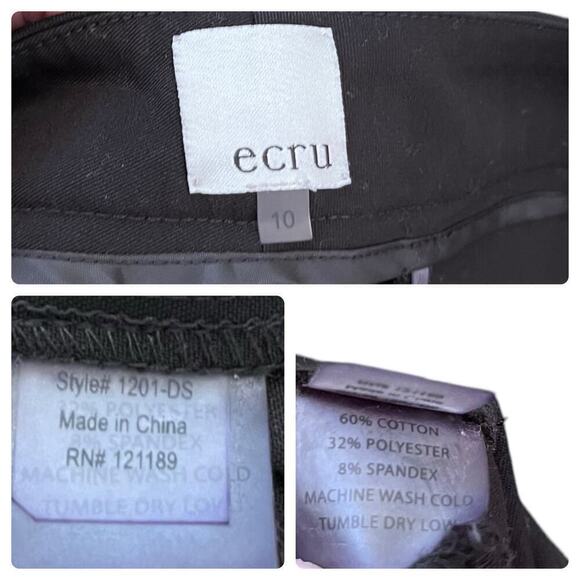 ecru
10
Style# 1201-DS
Made in China
RN# 121189
32% POLYESTER
8% SPANDEX
MACHINE WASH COLD
TUMBLE DRY LOW
60% COTTON
32% POLYESTER
8% SPANDEX
MACHINE WASH COLD
TUMBLE DRY LOW